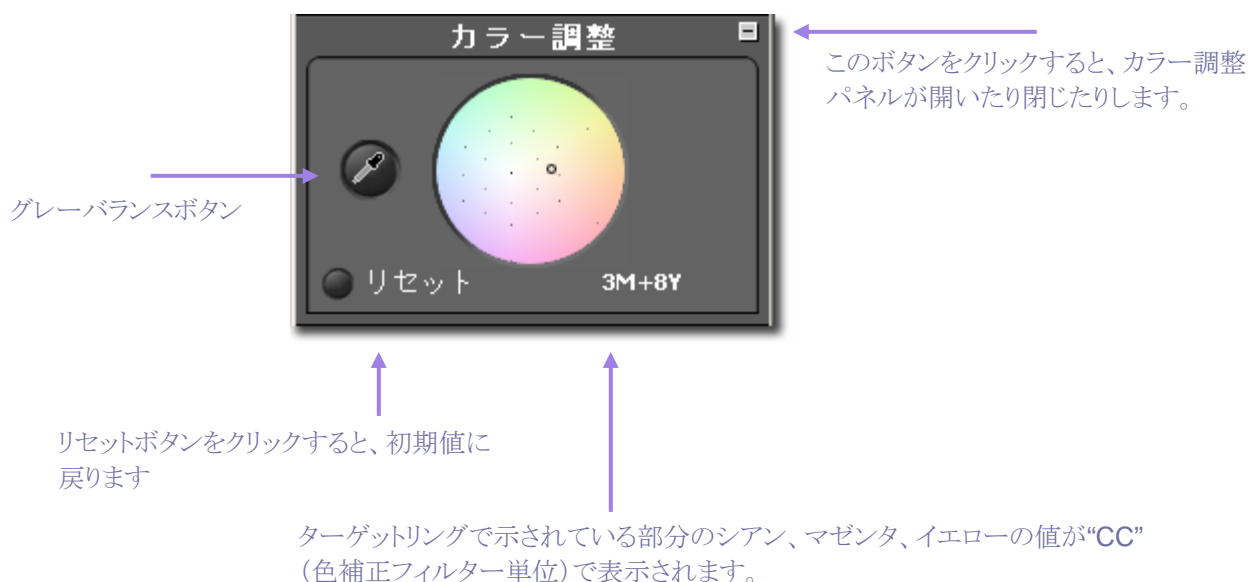 カラー調整
このボタンをクリックすると、カラー調整
パネルが開いたり閉じたりします。
グレーバランスボタン
リセット
3M+8Y
リセットボタンをクリックすると、初期値に
戻ります
ターゲットリングで示されている部分のシアン、マゼンタ、イエローの値が“CC”
（色補正フィルター単位）で表示されます。